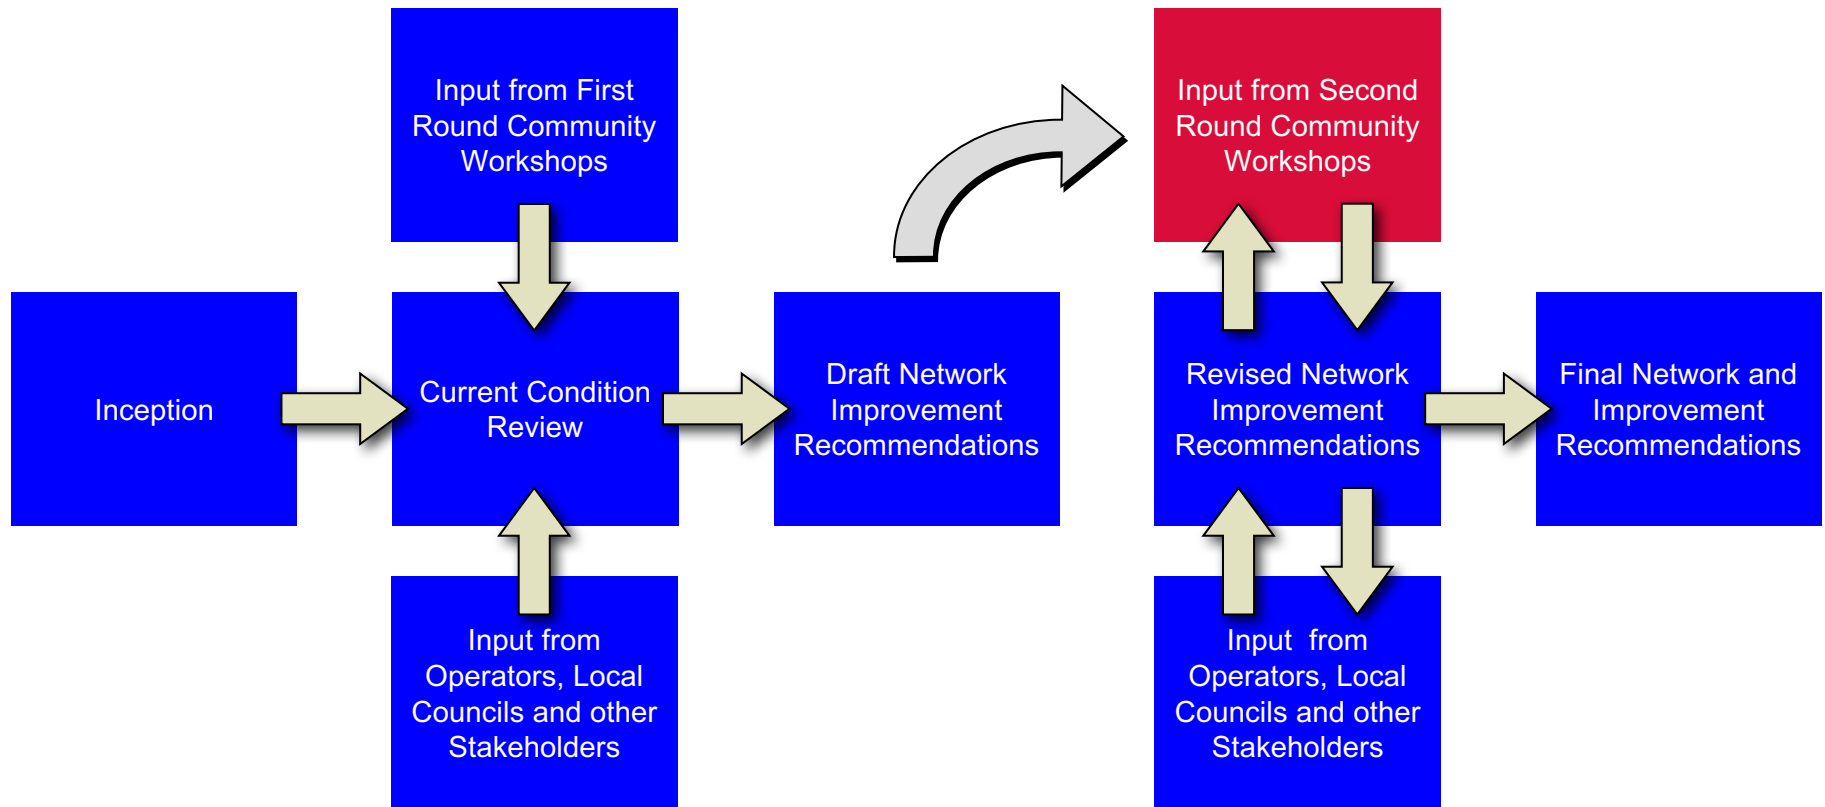 Input from First
Round Community
Workshops
Input from Second
Round Community
Workshops
Inception
Current Condition
Review
Draft Network
Improvement
Recommendations
Revised Network
Improvement
Recommendations
Final Network and
Improvement
Recommendations
Input from
Operators, Local
Councils and other
Stakeholders
Input  from
Operators, Local
Councils and other
Stakeholders